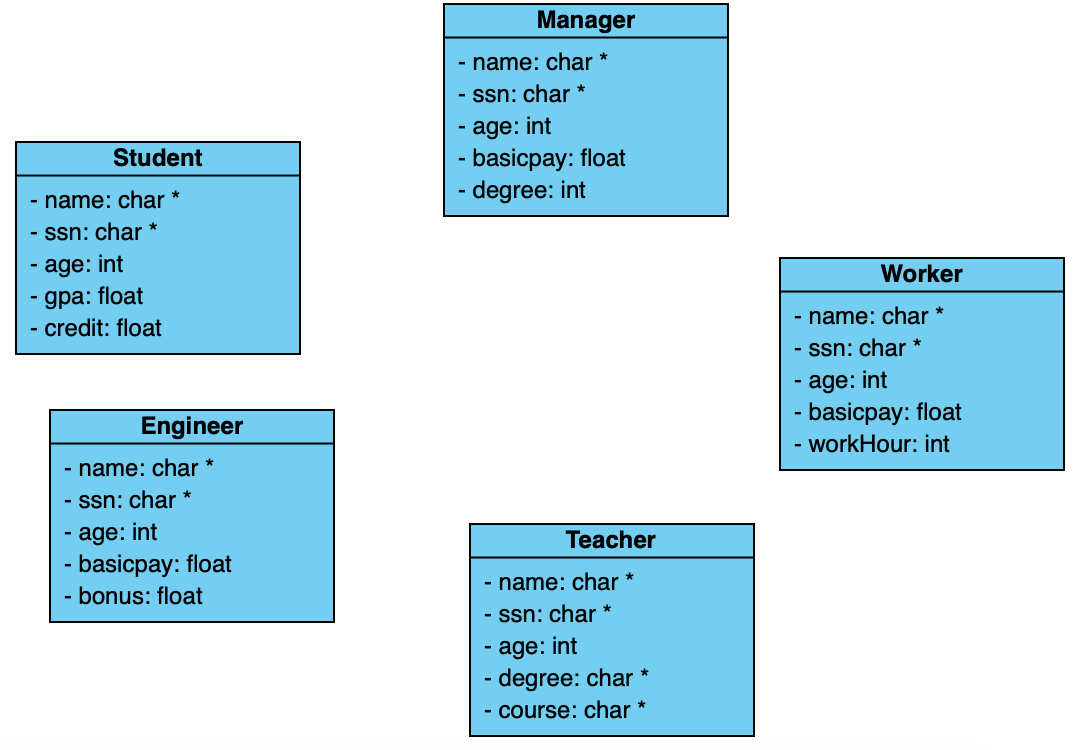 Manager
- name: char *
- ssn: char *
- age: int
- basicpay: float
- degree: int
Student
- name: char *
- ssn: char *
- age: int
- gpa: float
- credit: float
Worker
- name: char *
- ssn: char *
- age: int
- basicpay: float
- workHour: int
Engineer
- name: char *
- ssn: char *
- age: int
- basicpay: float
- bonus: float
Teacher
- name: char *
- ssn: char *
- age: int
- degree: char *
- course: char *